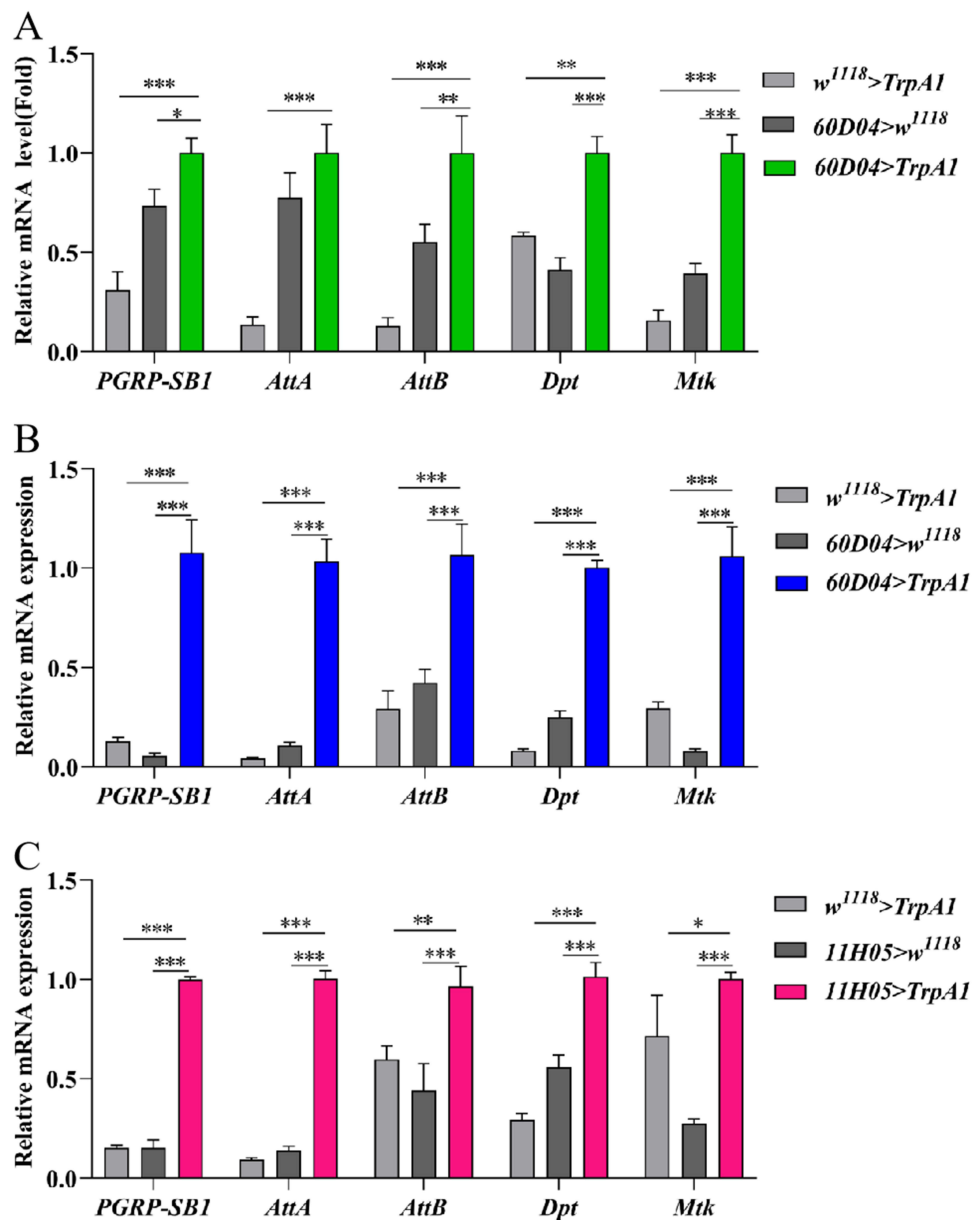 A
Relative mRNA level(Fold)
1.5
1.0
0.5
0.0
***
*
***
***
**
**
***
***
***
PGRP-SB1 AttA AttB Dpt Mtk
w1118>TrpA1
60D04>w1118
60D04>TrpA1
B
Relative mRNA expression
1.5
1.0
0.5
0.0
***
***
***
***
***
***
***
***
***
***
PGRP-SB1 AttA AttB Dpt Mtk
w1118>TrpA1
60D04>w1118
60D04>TrpA1
C
Relative mRNA expression
1.5
1.0
0.5
0.0
***
***
***
***
**
***
***
***
*
***
PGRP-SB1 AttA AttB Dpt Mtk
w1118>TrpA1
11H05>w1118
11H05>TrpA1